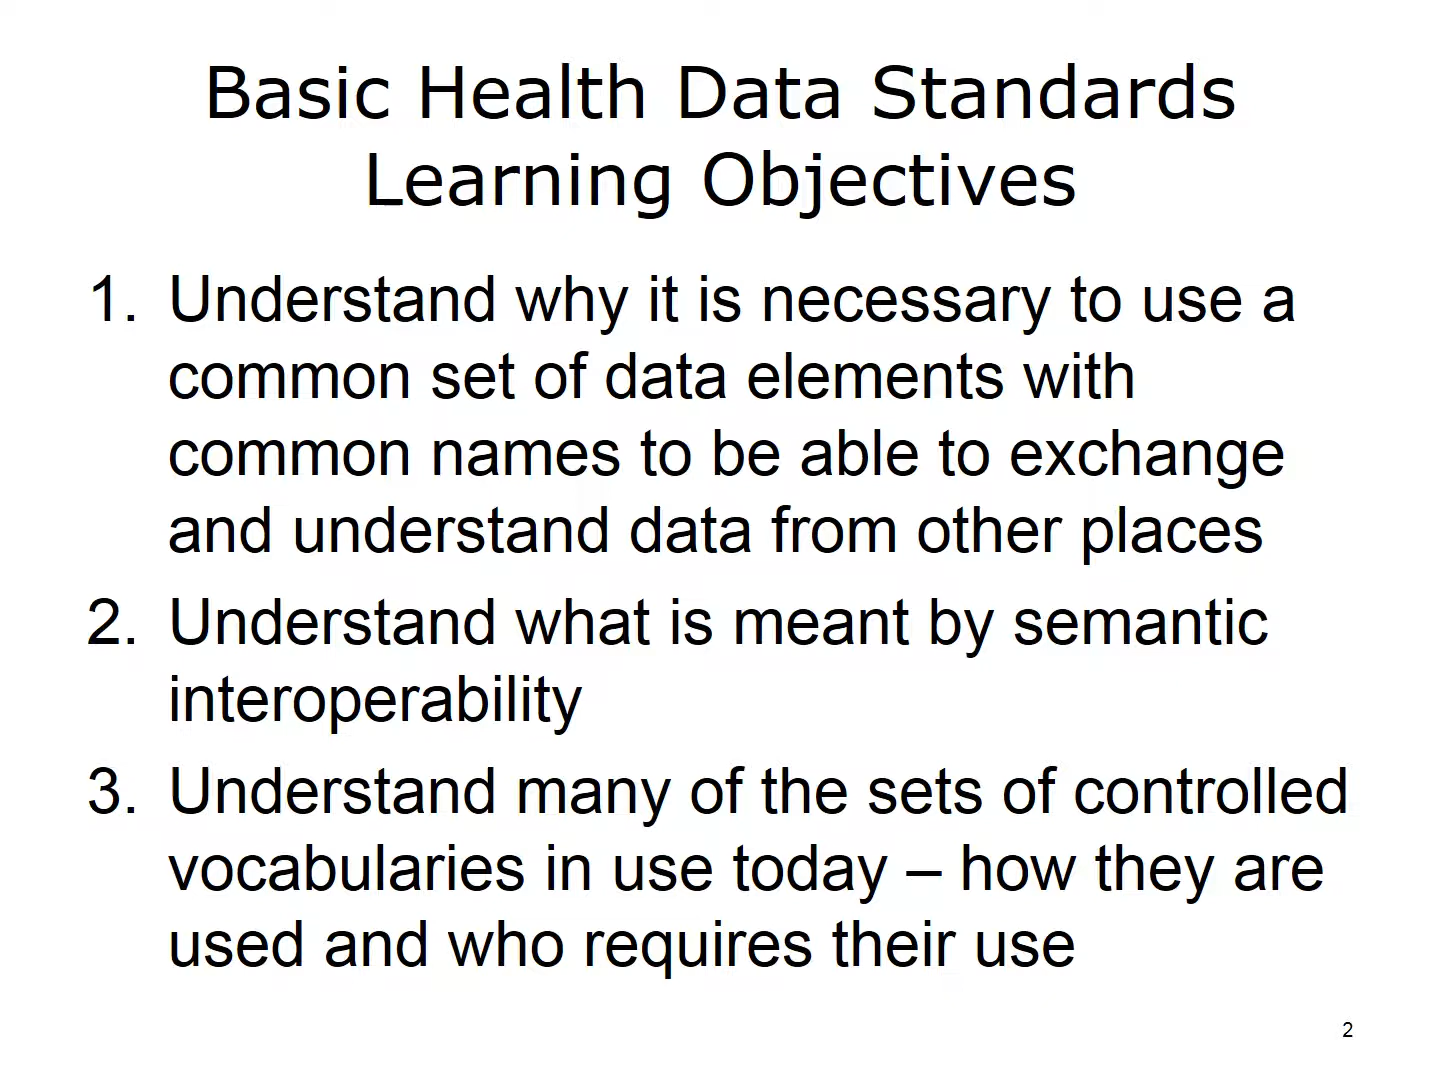 Basic Health Data Standards
Learning Objectives
1. Understand why it is necessary to use a
common set of data elements with
common names to be able to exchange
and understand data from other places
2. Understand what is meant by semantic
interoperability
3. Understand many of the sets of controlled
vocabularies in use today – how they are
used and who requires their use
2